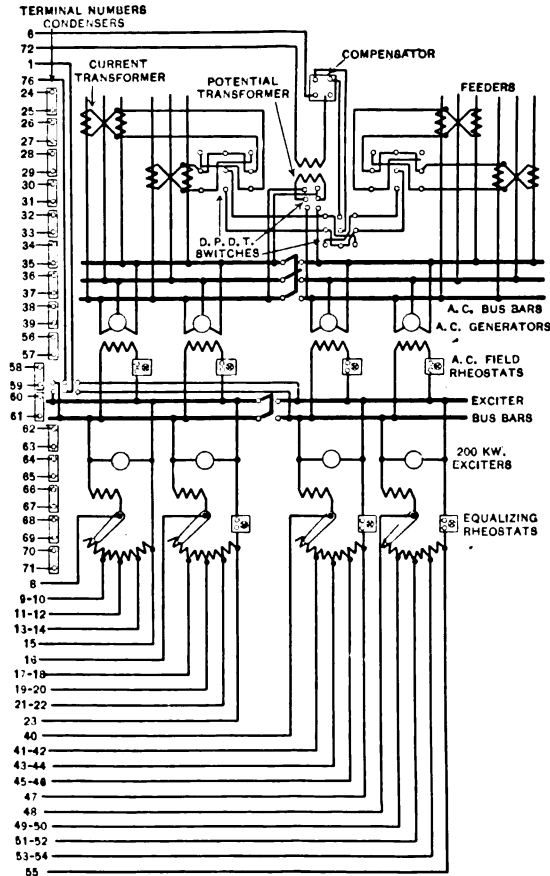 TERMINAL NUMBERS
CONDENSERS
6
72
1
76
24
25
26
27
28
29
30
31
32
33
34
35
36
37
38
39
56
57
58
59
60
61
62
63
64
65
66
67
68
69
70
71
8
9-10
11-12
13-14
15
16
17-18
19-20
21-22
23
40
41-42
43-44
45-46
47
48
49-50
51-52
53-54
55
CURRENT
TRANSFORMER
POTENTIAL
TRANSFORMER
COMPENSATOR
FEEDERS
D.P.D.T.
SWITCHES
A.C. BUS BARS
A.C. GENERATORS
A.C. FIELD
RHEOSTATS
EXCITER
BUS BARS
200 KW.
EXCITERS
EQUALIZING
RHEOSTATS